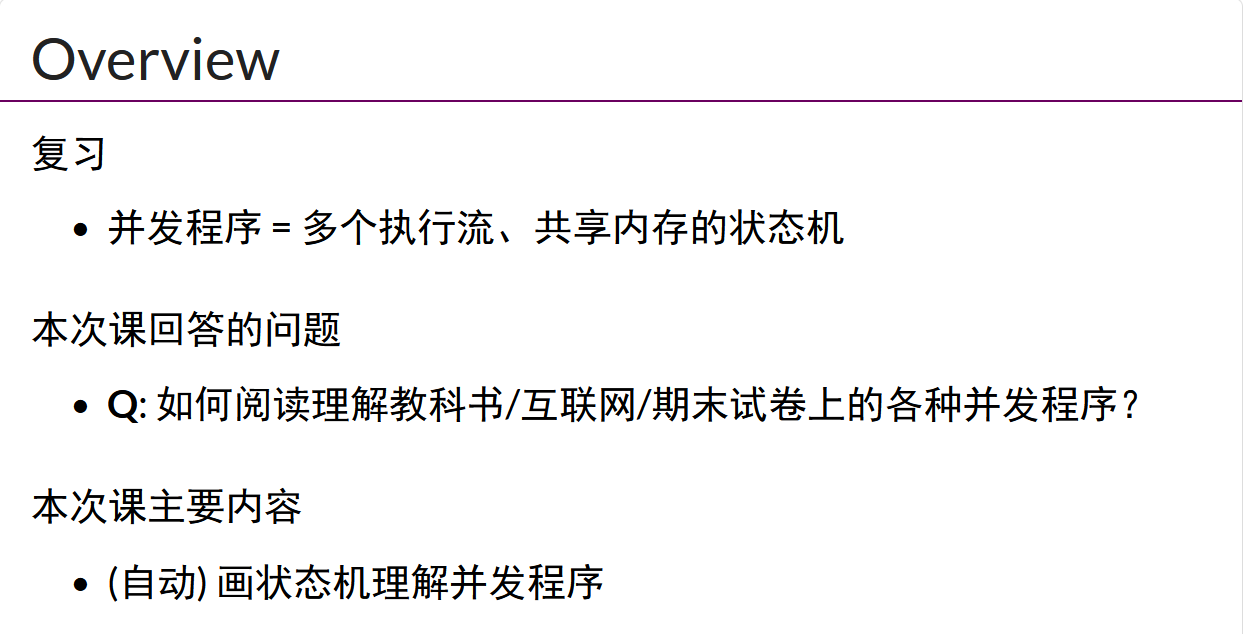 Overview
复习
• 并发程序 = 多个执行流、共享内存的状态机
本次课回答的问题
• Q: 如何阅读理解教科书/互联网/期末试卷上的各种并发程序？
本次课主要内容
• (自动) 画状态机理解并发程序